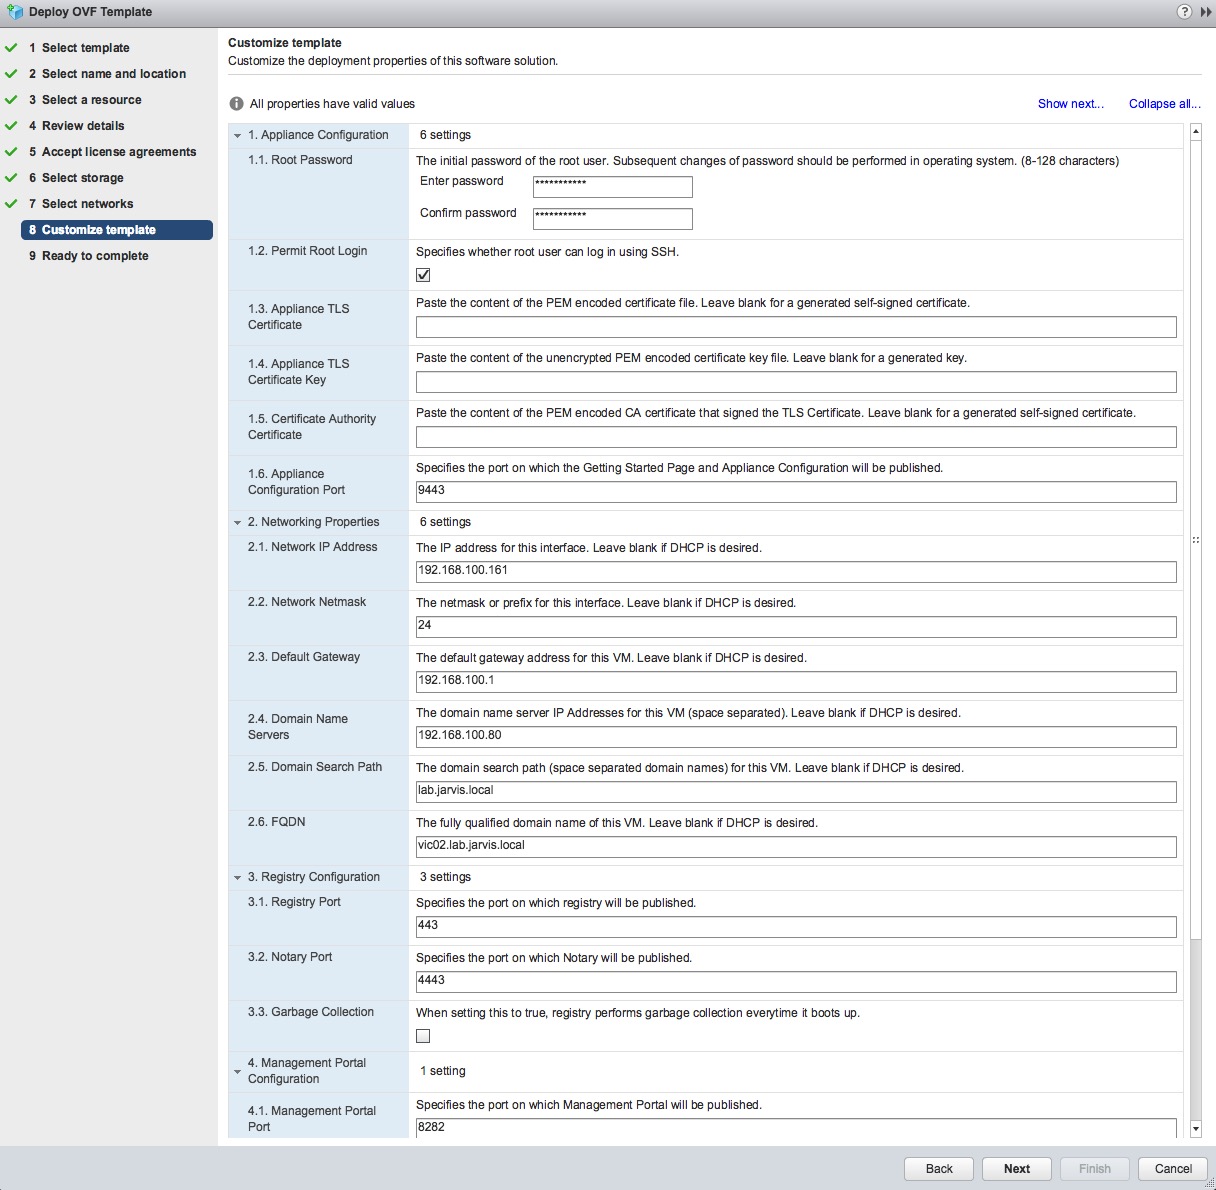 Deploy OVF Template
1 Select template
2 Select name and location
3 Select a resource
4 Review details
5 Accept license agreements
6 Select storage
7 Select networks
8 Customize template
9 Ready to complete
Customize template
Customize the deployment properties of this software solution.
All properties have valid values
Show next...
Collapse all...
1. Appliance Configuration
6 settings
1.1. Root Password
The initial password of the root user. Subsequent changes of password should be performed in operating system. (8-128 characters)
Enter password
***********
Confirm password
***********
1.2. Permit Root Login
Specifies whether root user can log in using SSH.
1.3. Appliance TLS
Certificate
Paste the content of the PEM encoded certificate file. Leave blank for a generated self-signed certificate.
1.4. Appliance TLS
Certificate Key
Paste the content of the unencrypted PEM encoded certificate key file. Leave blank for a generated key.
1.5. Certificate Authority
Certificate
Paste the content of the PEM encoded CA certificate that signed the TLS Certificate. Leave blank for a generated self-signed certificate.
1.6. Appliance
Configuration Port
Specifies the port on which the Getting Started Page and Appliance Configuration will be published.
9443
2. Networking Properties
6 settings
2.1. Network IP Address
The IP address for this interface. Leave blank if DHCP is desired.
192.168.100.161
2.2. Network Netmask
The netmask or prefix for this interface. Leave blank if DHCP is desired.
24
2.3. Default Gateway
The default gateway address for this VM. Leave blank if DHCP is desired.
192.168.100.1
2.4. Domain Name
Servers
The domain name server IP Addresses for this VM (space separated). Leave blank if DHCP is desired.
192.168.100.80
2.5. Domain Search Path
The domain search path (space separated domain names) for this VM. Leave blank if DHCP is desired.
lab.jarvis.local
2.6. FQDN
The fully qualified domain name of this VM. Leave blank if DHCP is desired.
vic02.lab.jarvis.local
3. Registry Configuration
3 settings
3.1. Registry Port
Specifies the port on which registry will be published.
443
3.2. Notary Port
Specifies the port on which Notary will be published.
4443
3.3. Garbage Collection
When setting this to true, registry performs garbage collection everytime it boots up.
4. Management Portal
Configuration
1 setting
4.1. Management Portal
Port
Specifies the port on which Management Portal will be published.
8282
Back
Next
Finish
Cancel